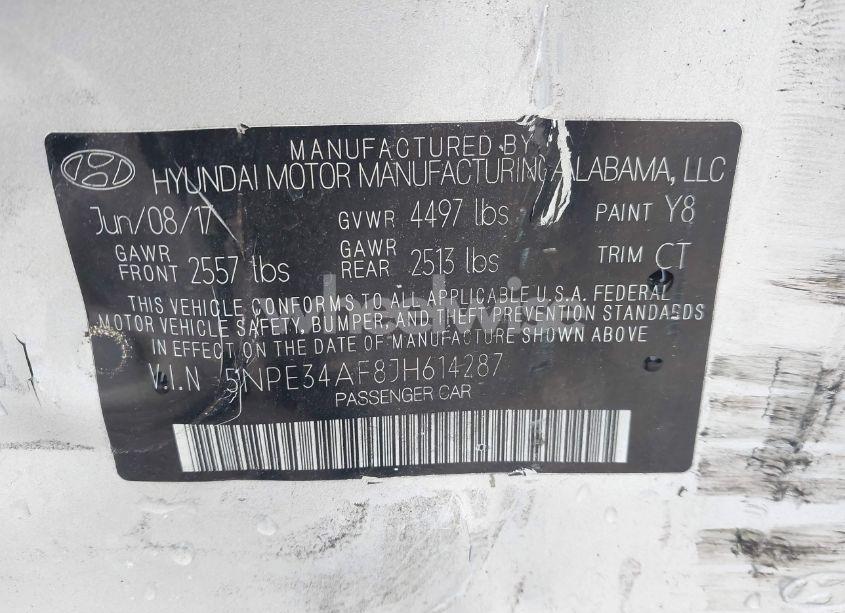 MANUFACTURED BY
HYUNDAI MOTOR MANUFACTURING ALABAMA, LLC
Jun/08/17 GVWR 4497 lbs PAINT Y8
GAWR FRONT 2557 lbs GAWR REAR 2513 lbs TRIM CT
THIS VEHICLE CONFORMS TO ALL APPLICABLE U.S.A. FEDERAL
MOTOR VEHICLE SAFETY, BUMPER, AND THEFT PREVENTION STANDARDS
IN EFFECT ON THE DATE OF MANUFACTURE SHOWN ABOVE
V.I.N 5NPE34AF8JH614287
PASSENGER CAR